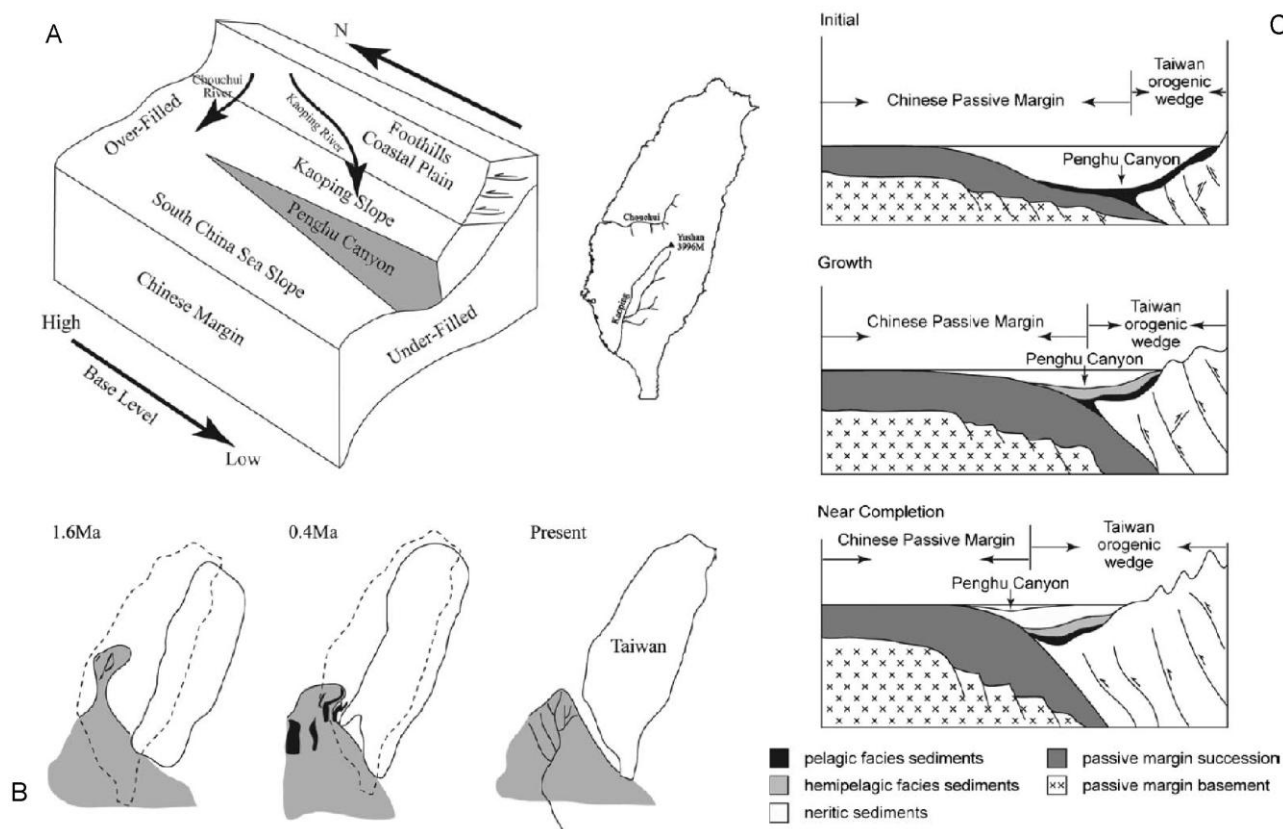 A
N
Chouchui
River
Kaoping River
Over-Filled
Foothills
Coastal Plain
Kaoping Slope
Penghu Canyon
South China Sea Slope
Chinese Margin
Under-Filled
High
Base Level
Low
Chouchui
Yushan
3996M
Kaoping
B
1.6Ma
0.4Ma
Present
Taiwan
C
Initial
Chinese Passive Margin
Taiwan
orogenic
wedge
Penghu Canyon
Growth
Chinese Passive Margin
Taiwan
orogenic
wedge
Penghu Canyon
Near Completion
Chinese Passive Margin
Taiwan
orogenic
wedge
Penghu Canyon
pelagic facies sediments
hemipelagic facies sediments
neritic sediments
passive margin succession
passive margin basement